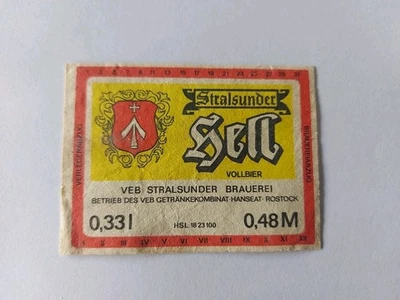 Stralsunder
Hell
VOLLBIER
VEB STRALSUNDER BRAUEREI
BETRIEB DES VEB GETRÄNKEKOMBINAT HANSEAT · ROSTOCK
0,33 l
HSL 18 23 100
0,48 M